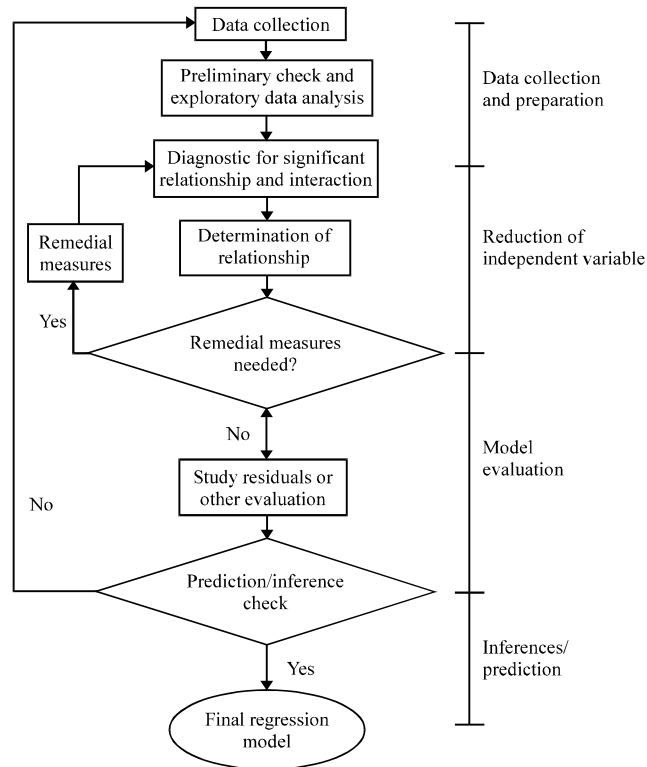 Data collection
Preliminary check and
exploratory data analysis
Data collection
and preparation
Diagnostic for significant
relationship and interaction
Remedial
measures
Determination of
relationship
Reduction of
independent variable
Yes
Remedial measures
needed?
No
Model
evaluation
Study residuals or
other evaluation
No
Prediction/inference
check
Inferences/
prediction
Yes
Final regression
model